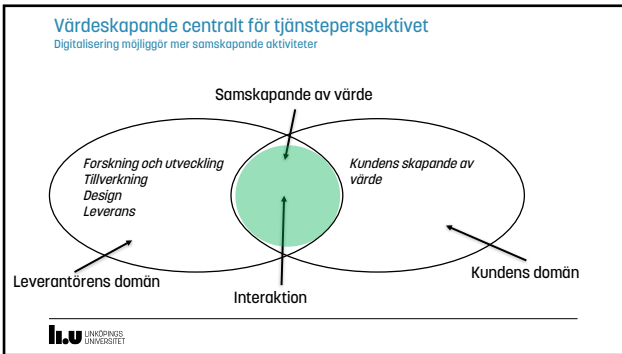 Värdeskapande centralt för tjänsteperspektivet
Digitalisering möjliggör mer samskapande aktiviteter
Samskapande av värde
Forskning och utveckling
Tillverkning
Design
Leverans
Kundens skapande av
värde
Leverantörens domän
Kundens domän
Interaktion
LiU LINKÖPINGS
UNIVERSITET